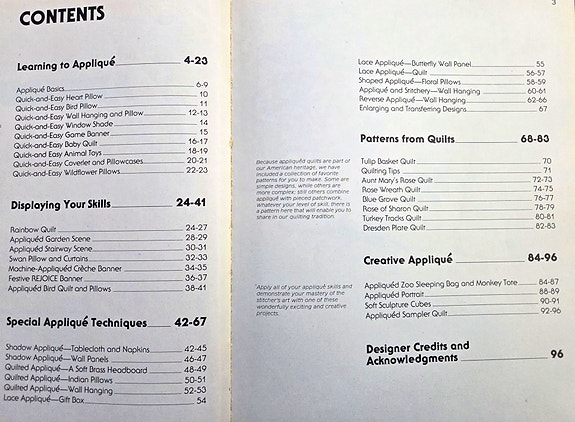 CONTENTS
Learning to Appliqué 4-23
Appliqué Basics 6-9
Quick-and-Easy Heart Pillow 10
Quick-and-Easy Bird Pillow 11
Quick-and-Easy Wall Hanging and Pillow 12-13
Quick-and-Easy Window Shade 14
Quick-and-Easy Game Banner 15
Quick-and-Easy Baby Quilt 16-17
Quick-and-Easy Animal Toys 18-19
Quick-and-Easy Coverlet and Pillowcases 20-21
Quick-and-Easy Wildflower Pillows 22-23
Displaying Your Skills 24-41
Rainbow Quilt 24-27
Appliquéd Garden Scene 28-29
Appliquéd Stairway Scene 30-31
Swan Pillow and Curtains 32-33
Machine-Appliquéd Crèche Banner 34-35
Festive REJOICE Banner 36-37
Appliquéd Bird Quilt and Pillows 38-41
Special Appliqué Techniques 42-67
Shadow Appliqué—Tablecloth and Napkins 42-45
Shadow Appliqué—Wall Panels 46-47
Quilted Appliqué—A Soft Brass Headboard 48-49
Quilted Appliqué—Indian Pillows 50-51
Quilted Appliqué—Wall Hanging 52-53
Lace Appliqué—Gift Box 54
3
Lace Appliqué—Butterfly Wall Panel 55
Lace Appliqué—Quilt 56-57
Shaped Appliqué—Floral Pillows 58-59
Appliqué and Stitchery—Wall Hanging 60-61
Reverse Appliqué—Wall Hanging 62-66
Enlarging and Transferring Designs 67
Patterns from Quilts 68-83
Because appliquéd quilts are part of
our American heritage, we have
included a collection of favorite
patterns for you to make. Some are
simple designs, while others are
more complex; still others combine
appliqué with pieced patchwork.
Whatever your level of skill, there is
a pattern here that will enable you to
share in our quilting tradition.
Tulip Basket Quilt 70
Quilting Tips 71
Aunt Mary's Rose Quilt 72-73
Rose Wreath Quilt 74-75
Blue Grove Quilt 76-77
Rose of Sharon Quilt 78-79
Turkey Tracks Quilt 80-81
Dresden Plate Quilt 82-83
Creative Appliqué 84-96
Apply all of your appliqué skills and
demonstrate your mastery of the
stitcher's art with one of these
wonderfully exciting and creative
projects.
Appliquéd Zoo Sleeping Bag and Monkey Tote 84-87
Appliquéd Portrait 88-89
Soft Sculpture Cubes 90-91
Appliquéd Sampler Quilt 92-96
Designer Credits and
Acknowledgments 96